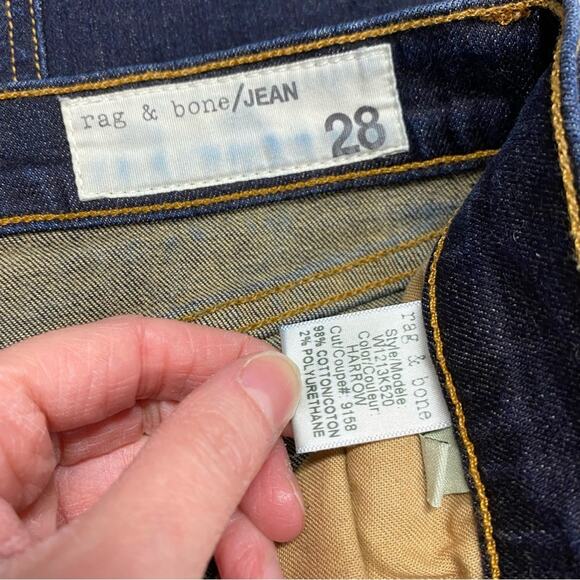 rag & bone/JEAN
28
rag & bone
Style/Modèle
W1213K520
Color/Couleur
HARROW
Cut/Coupe#: 9158
98% COTTON/COTON
2% POLYURETHANE